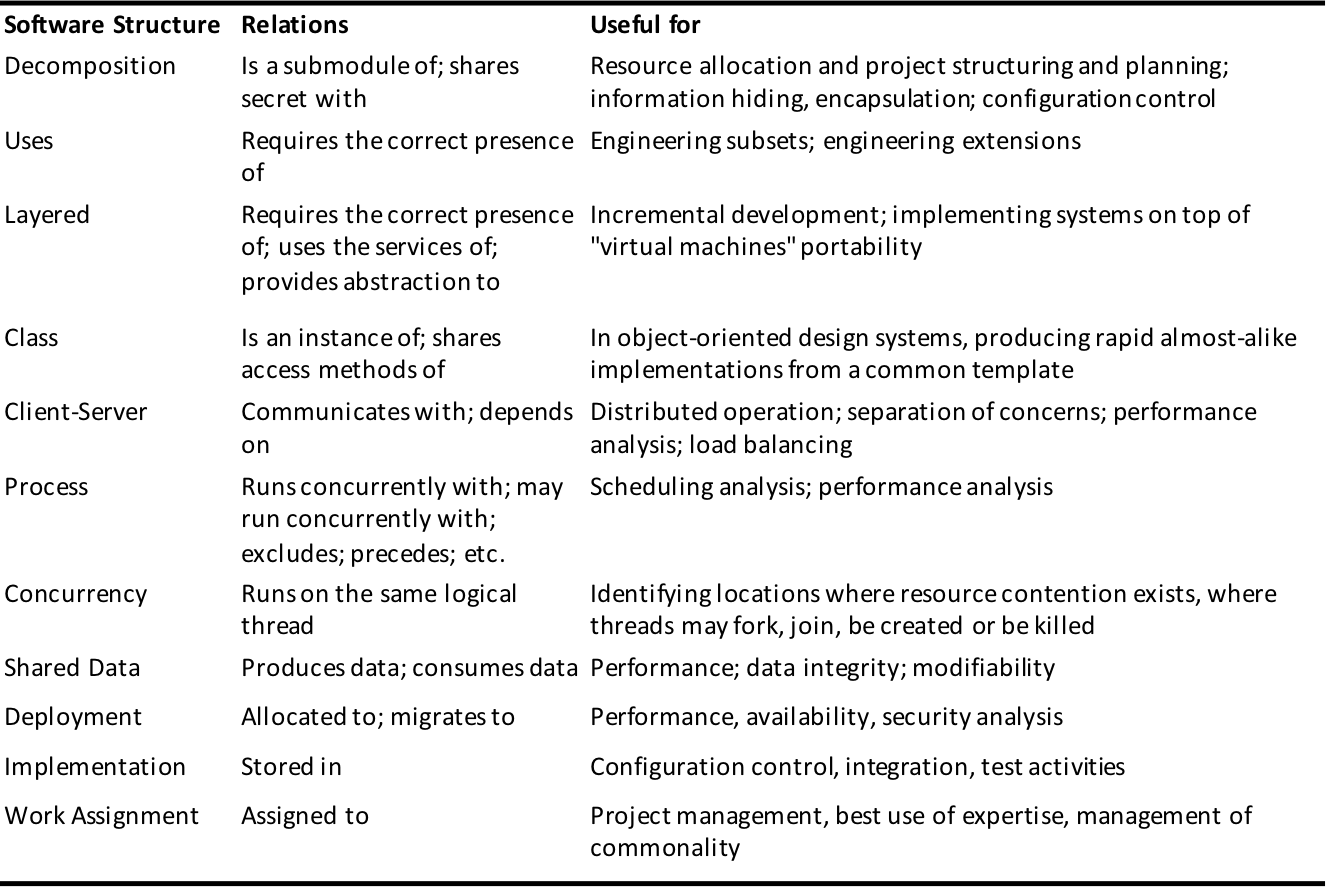 Software Structure Relations Useful for
Decomposition Is a submodule of; shares Resource allocation and project structuring and planning;
secret with information hiding, encapsulation; configuration control
Uses Requires the correct presence Engineering subsets; engineering extensions
of
Layered Requires the correct presence Incremental development; implementing systems on top of
of; uses the services of; "virtual machines" portability
provides abstraction to
Class Is an instance of; shares In object-oriented design systems, producing rapid almost-alike
access methods of implementations from a common template
Client-Server Communicates with; depends Distributed operation; separation of concerns; performance
on analysis; load balancing
Process Runs concurrently with; may Scheduling analysis; performance analysis
run concurrently with;
excludes; precedes; etc.
Concurrency Runs on the same logical Identifying locations where resource contention exists, where
thread threads may fork, join, be created or be killed
Shared Data Produces data; consumes data Performance; data integrity; modifiability
Deployment Allocated to; migrates to Performance, availability, security analysis
Implementation Stored in Configuration control, integration, test activities
Work Assignment Assigned to Project management, best use of expertise, management of
commonality